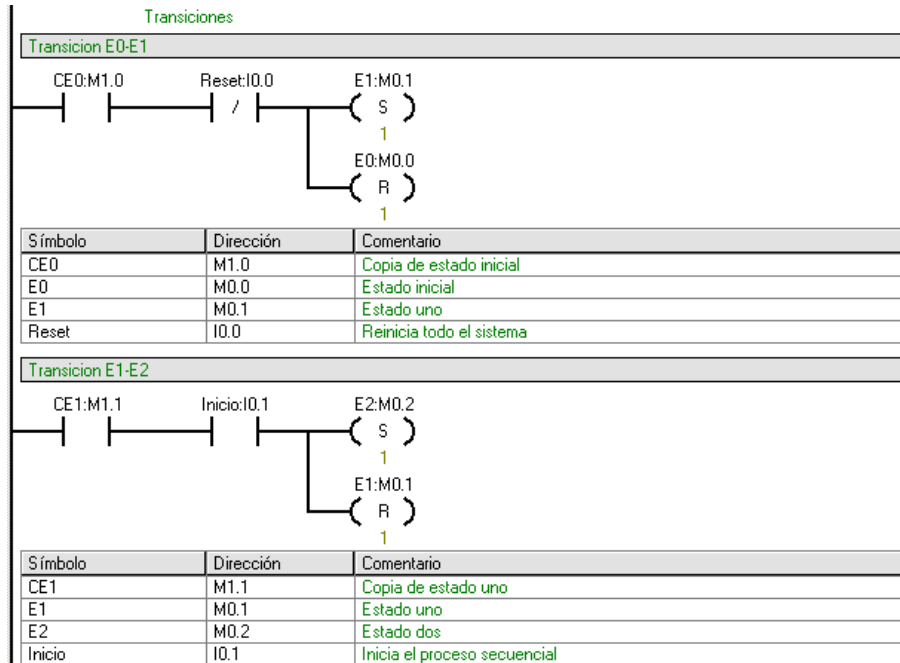 Transiciones
Transicion E0-E1
CE0:M1.0 Reset:I0.0 E1:M0.1
/ S
1
E0:M0.0
R
1
Símbolo Dirección Comentario
CE0 M1.0 Copia de estado inicial
E0 M0.0 Estado inicial
E1 M0.1 Estado uno
Reset I0.0 Reinicia todo el sistema
Transicion E1-E2
CE1:M1.1 Inicio:I0.1 E2:M0.2
S
1
E1:M0.1
R
1
Símbolo Dirección Comentario
CE1 M1.1 Copia de estado uno
E1 M0.1 Estado uno
E2 M0.2 Estado dos
Inicio I0.1 Inicia el proceso secuencial